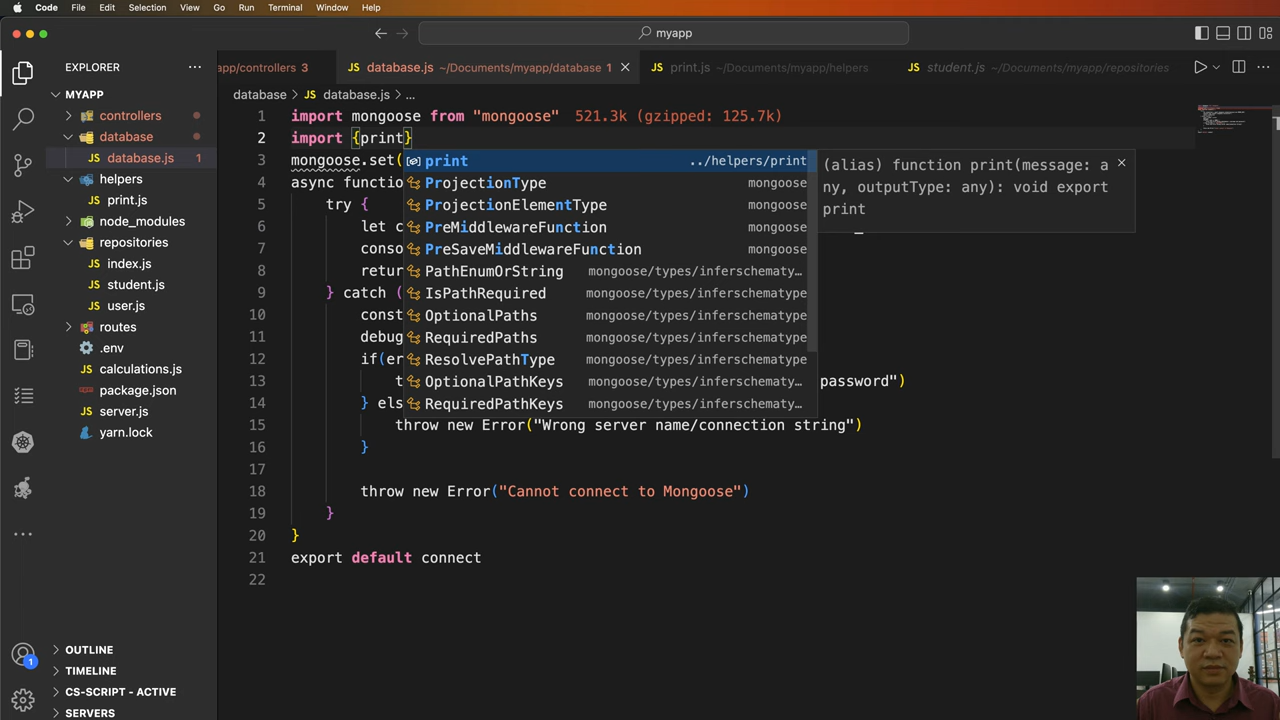 Code File Edit Selection View Go Run Terminal Window Help
myapp
EXPLORER
app/controllers 3
database.js ~/Documents/myapp/database 1
print.js ~/Documents/myapp/helpers
student.js ~/Documents/myapp/repositories
MYAPP
controllers
database
database.js 1
helpers
print.js
node_modules
repositories
index.js
student.js
user.js
routes
.env
calculations.js
package.json
server.js
yarn.lock
OUTLINE
TIMELINE
CS-SCRIPT - ACTIVE
SERVERS
1
database > JS database.js > ...
1 import mongoose from "mongoose" 521.3k (gzipped: 125.7k)
2 import {print}
3 mongoose.set(
4 async functio
5 try {
6 let c
7 conso
8 retur
9 } catch (
10 const
11 debug
12 if(er
13 t password")
14 } els
15 throw new Error("Wrong server name/connection string")
16 }
17
18 throw new Error("Cannot connect to Mongoose")
19 }
20 }
21 export default connect
22
print ../helpers/print
ProjectionType mongoose
ProjectionElementType mongoose
PreMiddlewareFunction mongoose
PreSaveMiddlewareFunction mongoose
PathEnumOrString mongoose/types/inferschematy…
IsPathRequired mongoose/types/inferschematype
OptionalPaths mongoose/types/inferschematype
RequiredPaths mongoose/types/inferschematype
ResolvePathType mongoose/types/inferschematype
OptionalPathKeys mongoose/types/inferschematy…
RequiredPathKeys mongoose/types/inferschematy…
(alias) function print(message: a
ny, outputType: any): void export
print